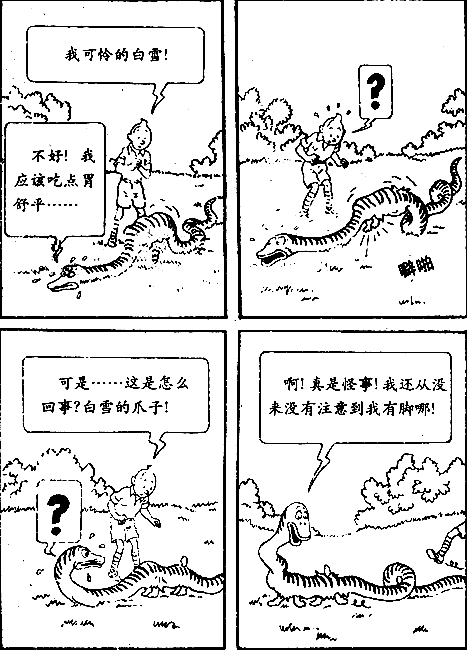 我可怜的白雪！
不好！我
应该吃点胃
舒平……
？
噼啪
可是……这是怎么
回事？白雪的爪子！
？
啊！真是怪事！我还从没
来没有注意到我有脚哪！